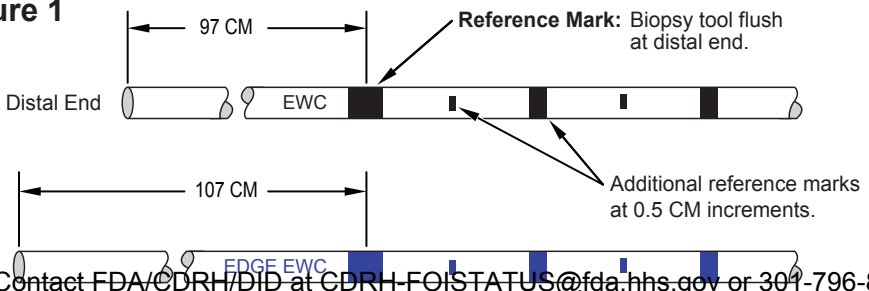 ure 1
97 CM
Reference Mark: Biopsy tool flush
at distal end.
Distal End
EWC
Additional reference marks
at 0.5 CM increments.
107 CM
EDGE EWC
Contact FDA/CDRH/DID at CDRH-FOISTATUS@fda.hhs.gov or 301-796-8